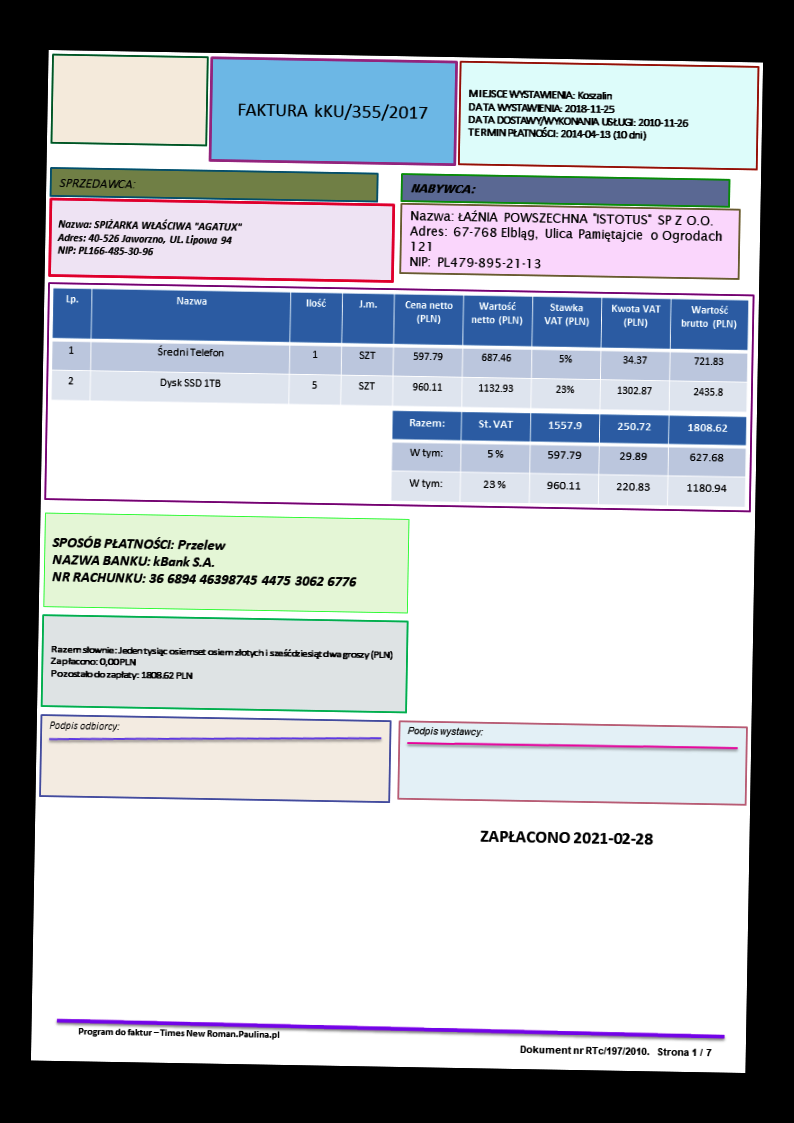 FAKTURA kKU/355/2017
MIEJSCE WYSTAWIENIA: Koszalin
DATA WYSTAWIENIA: 2018-11-25
DATA DOSTAWY/WYKONANIA USŁUGI: 2010-11-26
TERMIN PŁATNOŚCI: 2014-04-13 (10 dni)
SPRZEDAWCA:
NABYWCA:
Nazwa: SPIŻARKA WŁAŚCIWA "AGATUX"
Adres: 40-526 Jaworzno, UL. Lipowa 94
NIP: PL166-485-30-96
Nazwa: ŁAŹNIA POWSZECHNA "ISTOTUS" SP Z O.O.
Adres: 67-768 Elbląg, Ulica Pamiętajcie o Ogrodach
121
NIP: PL479-895-21-13
Lp. Nazwa Ilość J.m. Cena netto (PLN) Wartość netto (PLN) Stawka VAT (PLN) Kwota VAT (PLN) Wartość brutto (PLN)
1 Średni Telefon 1 SZT 597.79 687.46 5% 34.37 721.83
2 Dysk SSD 1TB 5 SZT 960.11 1132.93 23% 1302.87 2435.8
Razem: St. VAT 1557.9 250.72 1808.62
W tym: 5 % 597.79 29.89 627.68
W tym: 23 % 960.11 220.83 1180.94
SPOSÓB PŁATNOŚCI: Przelew
NAZWA BANKU: kBank S.A.
NR RACHUNKU: 36 6894 46398745 4475 3062 6776
Razem słownie: Jeden tysiąc osiemset osiem złotych i sześćdziesiąt dwa groszy (PLN)
Zapłacono: 0,00 PLN
Pozostało do zapłaty: 1808.62 PLN
Podpis odbiorcy:
Podpis wystawcy:
ZAPŁACONO 2021-02-28
Program do faktur – Times New Roman.Paulina.pl
Dokument nr RTc/197/2010. Strona 1 / 7